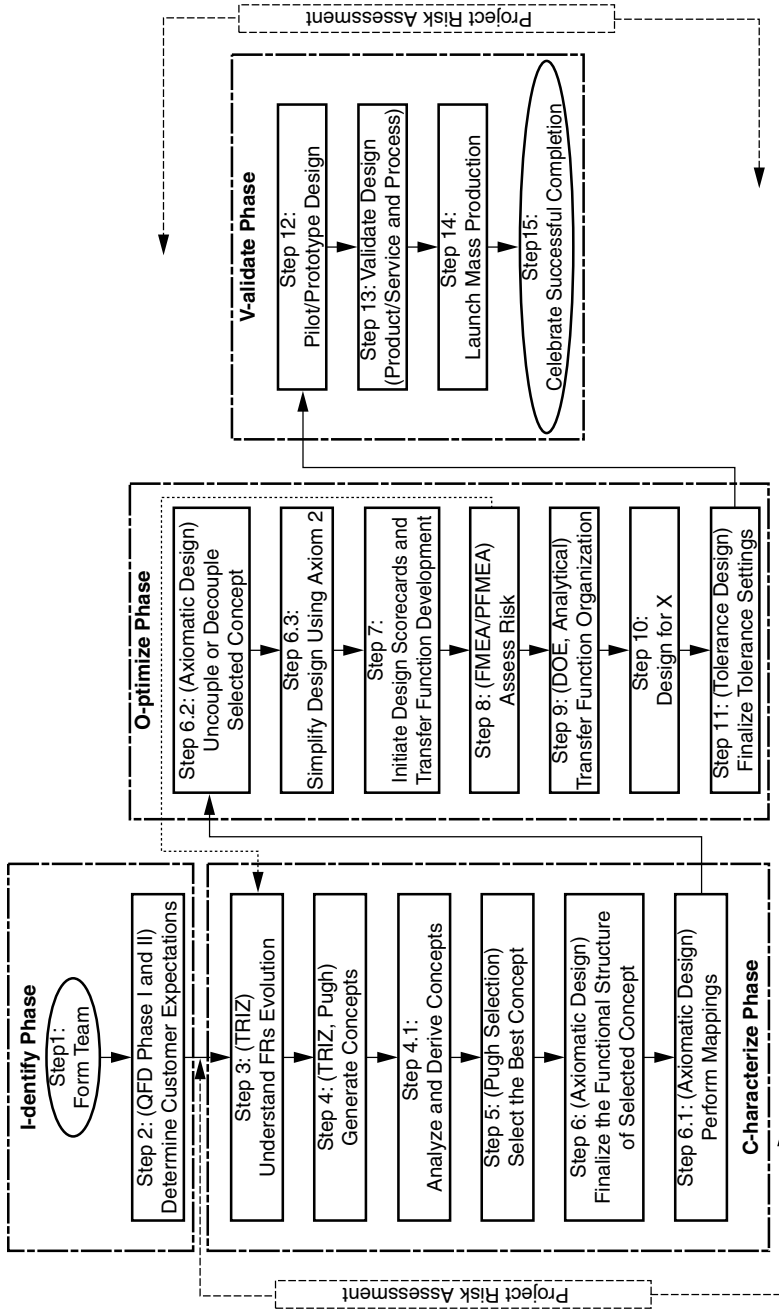 I-dentify Phase
Step1:
Form Team
Step 2: (QFD Phase I and II)
Determine Customer Expectations
Step 3: (TRIZ)
Understand FRs Evolution
Step 4: (TRIZ, Pugh)
Generate Concepts
Step 4.1:
Analyze and Derive Concepts
Step 5: (Pugh Selection)
Select the Best Concept
Step 6: (Axiomatic Design)
Finalize the Functional Structure
of Selected Concept
Step 6.1: (Axiomatic Design)
Perform Mappings
C-haracterize Phase
Project Risk Assessment
O-ptimize Phase
Step 6.2: (Axiomatic Design)
Uncouple or Decouple
Selected Concept
Step 6.3:
Simplify Design Using Axiom 2
Step 7:
Initiate Design Scorecards and
Transfer Function Development
Step 8: (FMEA/PFMEA)
Assess Risk
Step 9: (DOE, Analytical)
Transfer Function Organization
Step 10:
Design for X
Step 11: (Tolerance Design)
Finalize Tolerance Settings
V-alidate Phase
Step 12:
Pilot/Prototype Design
Step 13: Validate Design
(Product/Service and Process)
Step 14:
Launch Mass Production
Step15:
Celebrate Successful Completion
Project Risk Assessment